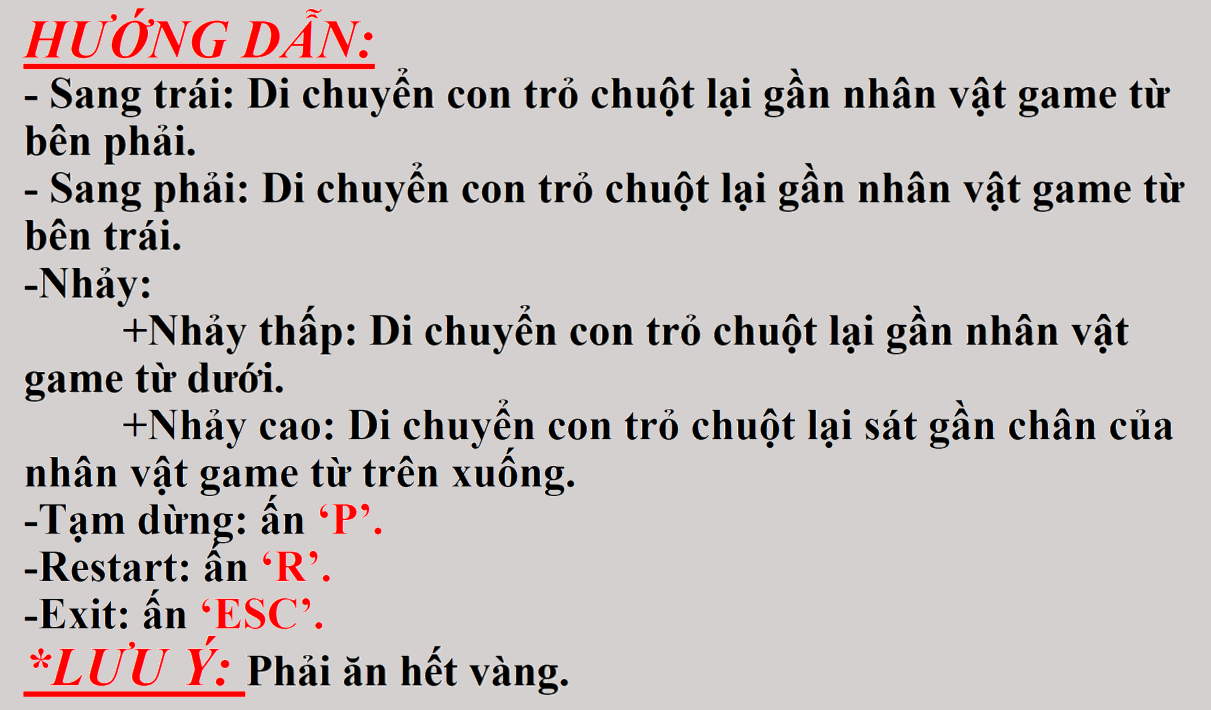 HƯỚNG DẪN:
- Sang trái: Di chuyển con trỏ chuột lại gần nhân vật game từ
bên phải.
- Sang phải: Di chuyển con trỏ chuột lại gần nhân vật game từ
bên trái.
-Nhảy:
+Nhảy thấp: Di chuyển con trỏ chuột lại gần nhân vật
game từ dưới.
+Nhảy cao: Di chuyển con trỏ chuột lại sát gần chân của
nhân vật game từ trên xuống.
-Tạm dừng: ấn ‘P’.
-Restart: ấn ‘R’.
-Exit: ấn ‘ESC’.
*LƯU Ý: Phải ăn hết vàng.